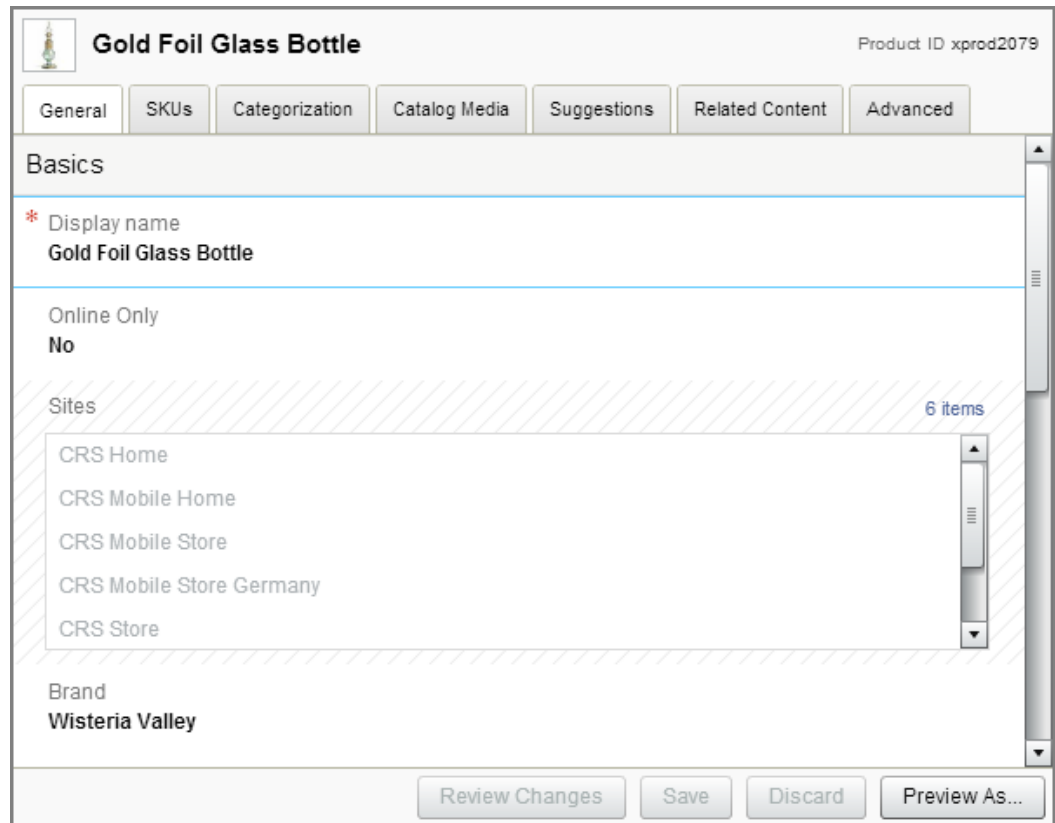 Gold Foil Glass Bottle
Product ID xprod2079
General SKUs Categorization Catalog Media Suggestions Related Content Advanced
Basics
* Display name
Gold Foil Glass Bottle
Online Only
No
Sites 6 items
CRS Home
CRS Mobile Home
CRS Mobile Store
CRS Mobile Store Germany
CRS Store
Brand
Wisteria Valley
Review Changes Save Discard Preview As...